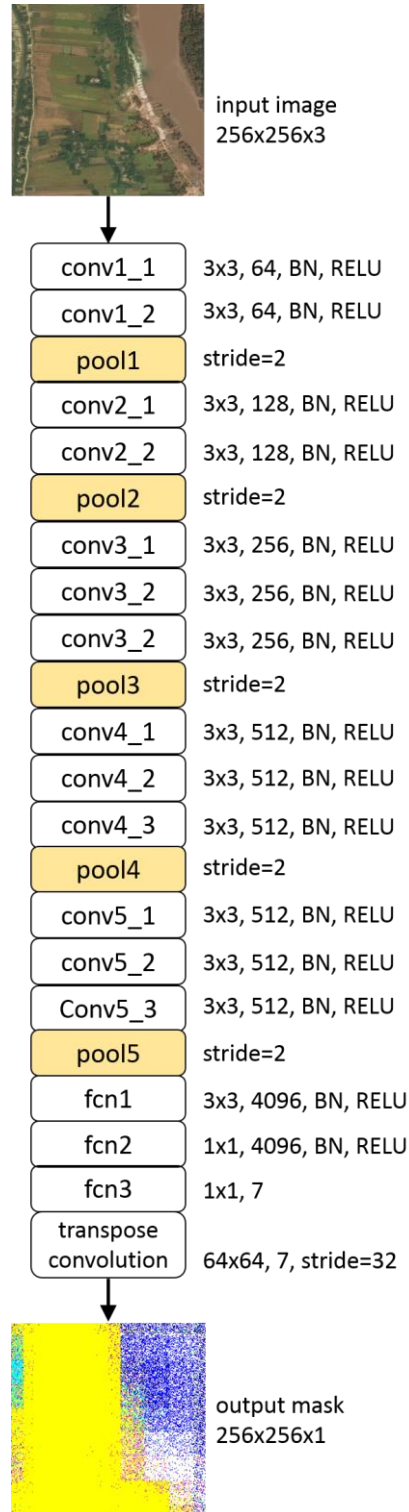 input image
256x256x3
conv1_1 3x3, 64, BN, RELU
conv1_2 3x3, 64, BN, RELU
pool1 stride=2
conv2_1 3x3, 128, BN, RELU
conv2_2 3x3, 128, BN, RELU
pool2 stride=2
conv3_1 3x3, 256, BN, RELU
conv3_2 3x3, 256, BN, RELU
conv3_2 3x3, 256, BN, RELU
pool3 stride=2
conv4_1 3x3, 512, BN, RELU
conv4_2 3x3, 512, BN, RELU
conv4_3 3x3, 512, BN, RELU
pool4 stride=2
conv5_1 3x3, 512, BN, RELU
conv5_2 3x3, 512, BN, RELU
Conv5_3 3x3, 512, BN, RELU
pool5 stride=2
fcn1 3x3, 4096, BN, RELU
fcn2 1x1, 4096, BN, RELU
fcn3 1x1, 7
transpose
convolution 64x64, 7, stride=32
output mask
256x256x1